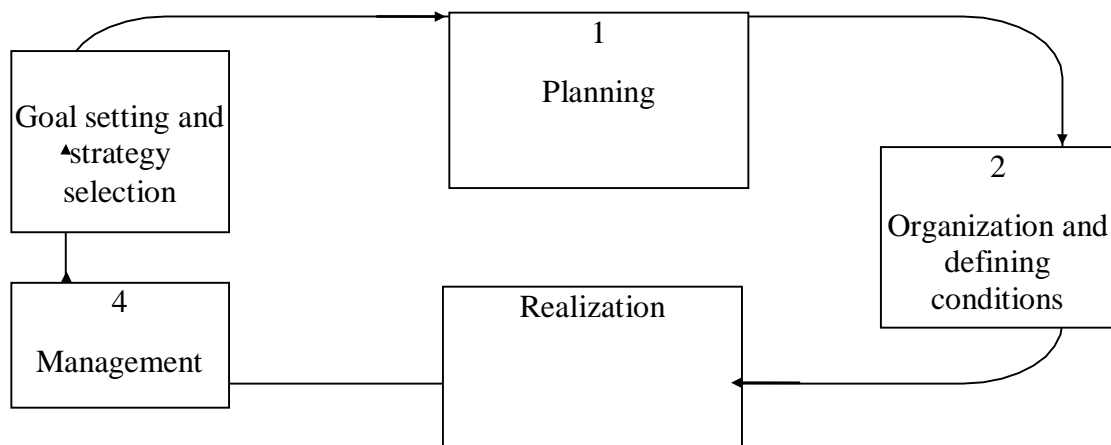 1
Planning
Goal setting and
strategy
selection
2
Organization and
defining
conditions
Realization
4
Management